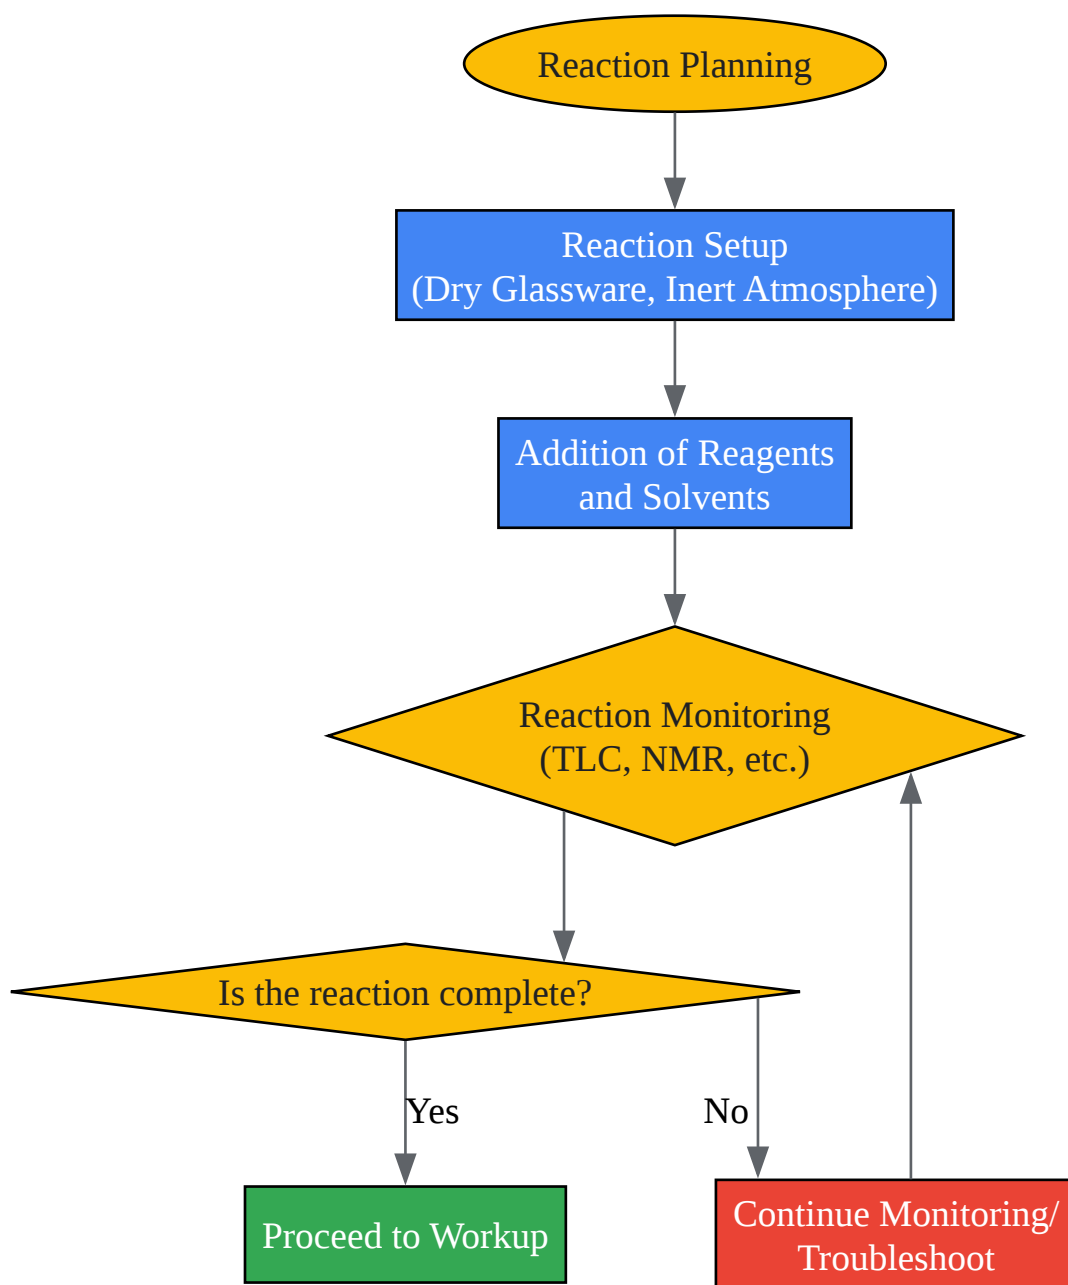 Reaction Planning
Reaction Setup
(Dry Glassware, Inert Atmosphere)
Addition of Reagents
and Solvents
Reaction Monitoring
(TLC, NMR, etc.)
Is the reaction complete?
Yes
No
Proceed to Workup
Continue Monitoring/
Troubleshoot